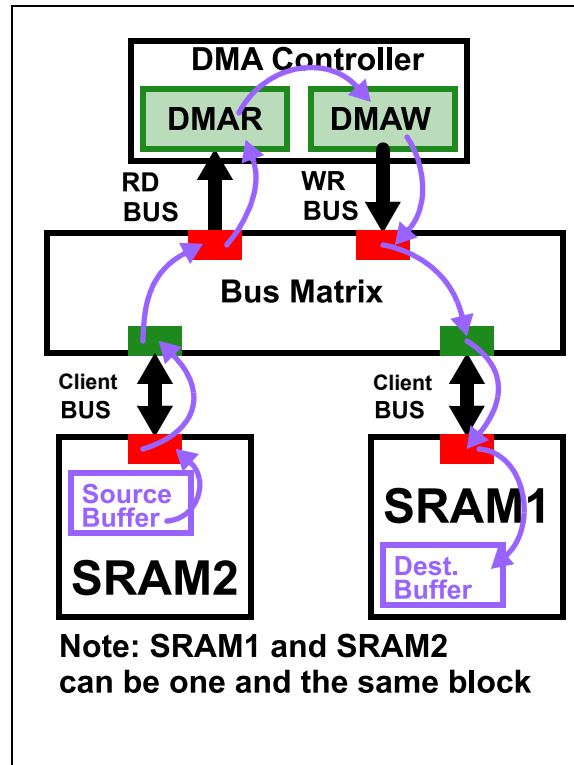 DMA Controller
DMAR
DMAW
RD
BUS
WR
BUS
Bus Matrix
Client
BUS
Client
BUS
Source
Buffer
SRAM2
SRAM1
Dest.
Buffer
Note: SRAM1 and SRAM2
can be one and the same block